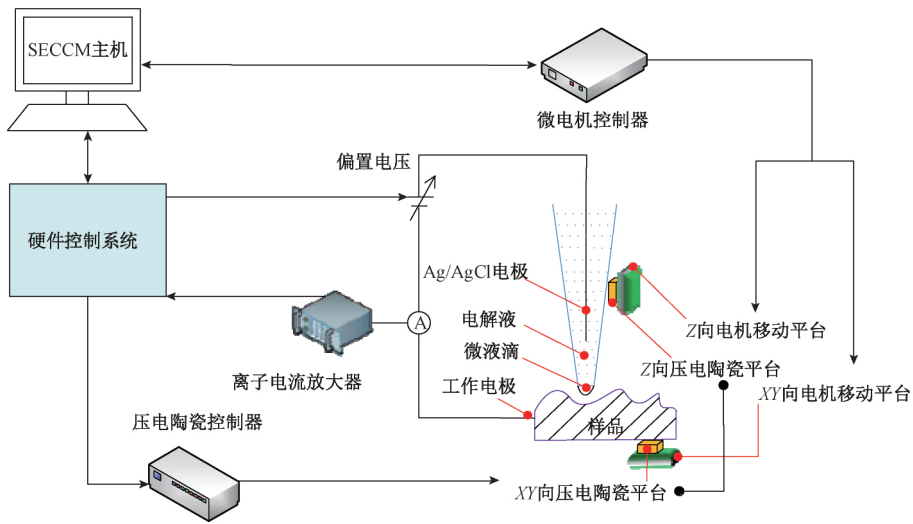 SECCM主机
微电机控制器
偏置电压
硬件控制系统
Ag/AgCl电极
A
电解液
Z向电机移动平台
微液滴
Z向压电陶瓷平台
离子电流放大器
工作电极
XY向电机移动平台
压电陶瓷控制器
样品
XY向压电陶瓷平台